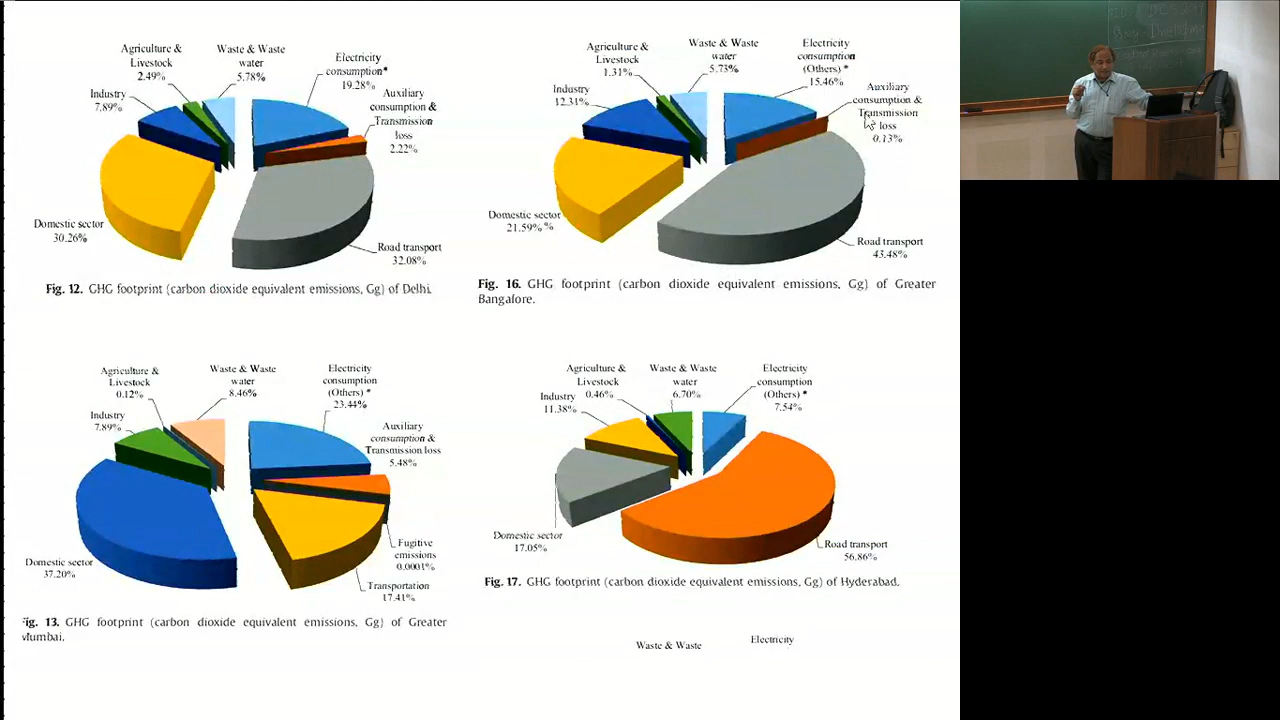 Agriculture &
Livestock
2.49%
Waste & Waste
water
5.78%
Electricity
consumption*
19.28%
Industry
7.89%
Auxiliary
consumption &
Transmission
loss
2.22%
Domestic sector
30.26%
Road transport
32.08%
Fig. 12. GHG footprint (carbon dioxide equivalent emissions, Gg) of Delhi.
Agriculture &
Livestock
1.31%
Waste & Waste
water
5.73%
Electricity
consumption
(Others) *
15.46%
Industry
12.31%
Auxiliary
consumption &
Transmission
loss
0.13%
Domestic sector
21.59% %
Road transport
43.48%
Fig. 16. GHG footprint (carbon dioxide equivalent emissions, Gg) of Greater
Bangalore.
Agriculture &
Livestock
0.12%
Waste & Waste
water
8.46%
Electricity
consumption
(Others) *
23.44%
Industry
7.89%
Auxiliary
consumption &
Transmission loss
5.48%
Fugitive
emissions
0.0001%
Domestic sector
37.20%
Transportation
17.41%
Fig. 13. GHG footprint (carbon dioxide equivalent emissions, Gg) of Greater
Mumbai.
Agriculture &
Livestock
0.46%
Waste & Waste
water
6.70%
Electricity
consumption
(Others) *
7.54%
Industry
11.38%
Domestic sector
17.05%
Road transport
56.86%
Fig. 17. GHG footprint (carbon dioxide equivalent emissions, Gg) of Hyderabad.
Waste & Waste
Electricity